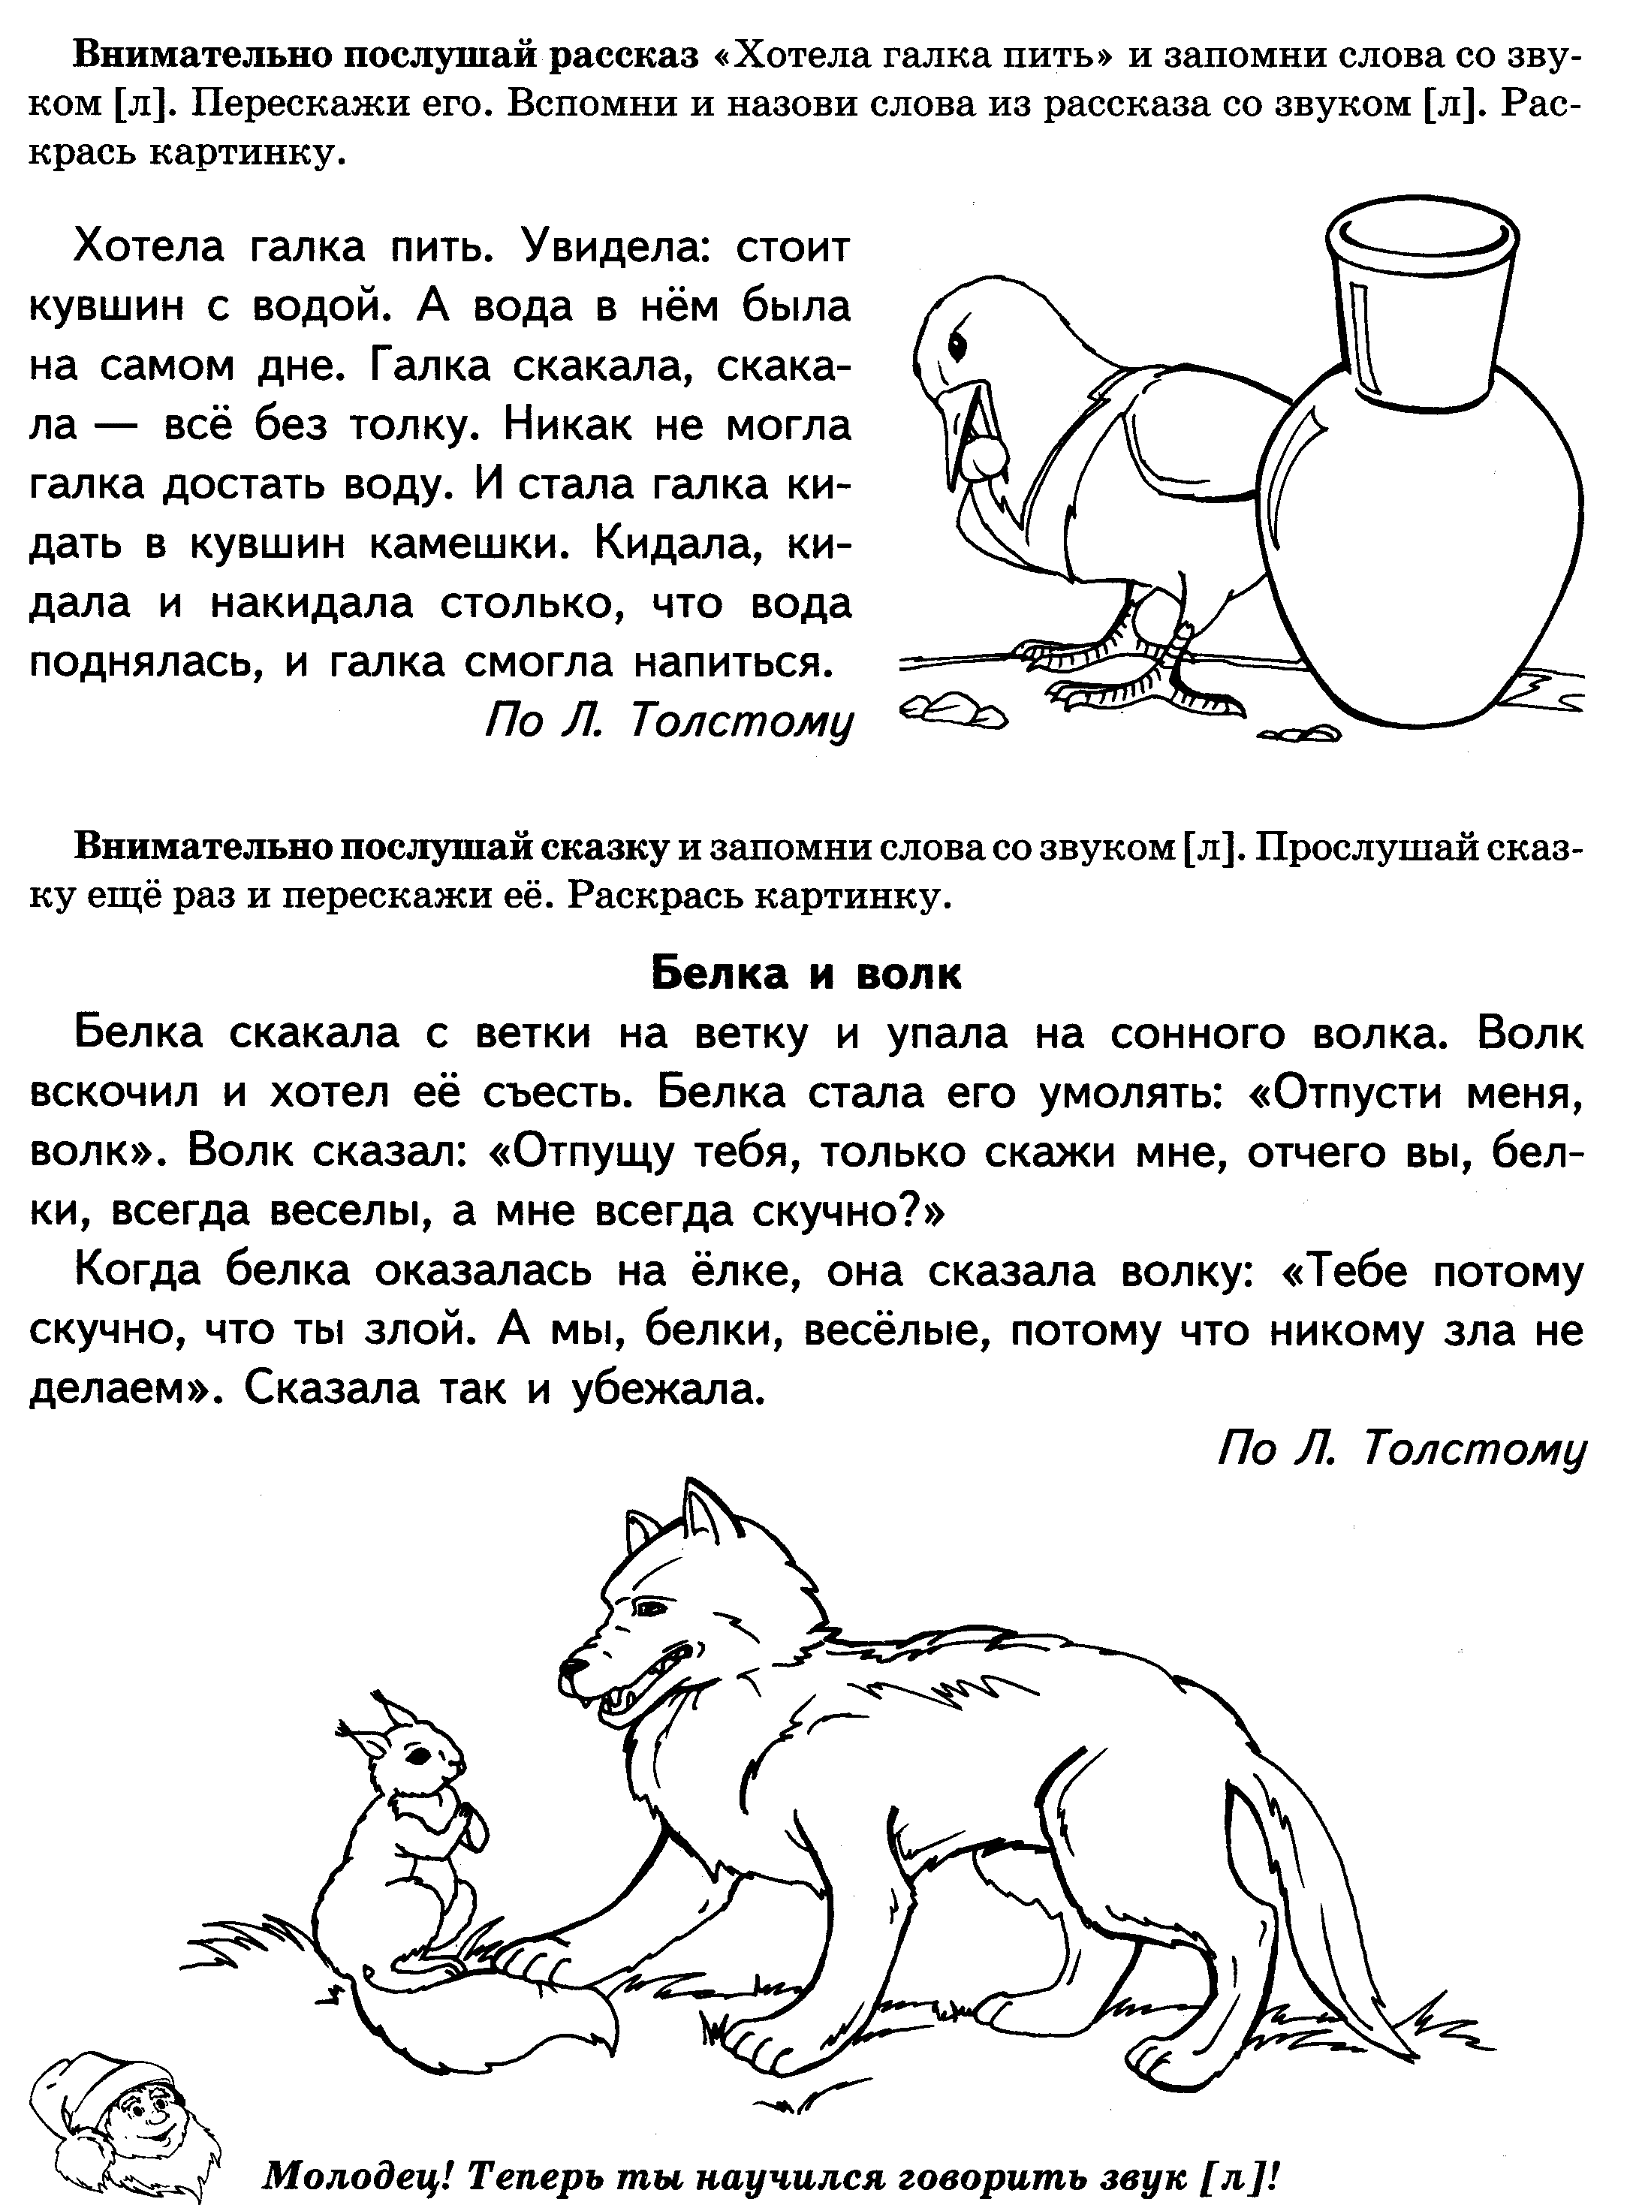 Внимательно послушай рассказ «Хотела галка пить» и запомни слова со зву-
ком [л]. Перескажи его. Вспомни и назови слова из рассказа со звуком [л]. Рас-
крась картинку.
Хотела галка пить. Увидела: стоит
кувшин с водой. А вода в нём была
на самом дне. Галка скакала, скака-
ла — всё без толку. Никак не могла
галка достать воду. И стала галка ки-
дать в кувшин камешки. Кидала, ки-
дала и накидала столько, что вода
поднялась, и галка смогла напиться.
По Л. Толстому
Внимательно послушай сказку и запомни слова со звуком [л]. Прослушай сказ-
ку ещё раз и перескажи её. Раскрась картинку.
Белка и волк
Белка скакала с ветки на ветку и упала на сонного волка. Волк
вскочил и хотел её съесть. Белка стала его умолять: «Отпусти меня,
волк». Волк сказал: «Отпущу тебя, только скажи мне, отчего вы, бел-
ки, всегда веселы, а мне всегда скучно?»
Когда белка оказалась на ёлке, она сказала волку: «Тебе потому
скучно, что ты злой. А мы, белки, весёлые, потому что никому зла не
делаем». Сказала так и убежала.
По Л. Толстому
Молодец! Теперь ты научился говорить звук [л]!